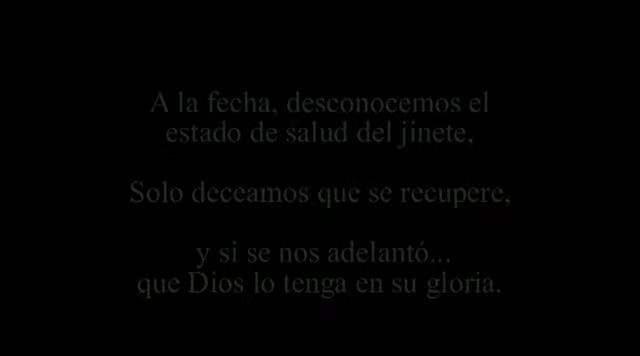 A la fecha, desconocemos el
estado de salud del jinete,
Solo deceamos que se recupere,
y si se nos adelantó...
que Dios lo tenga en su gloria.